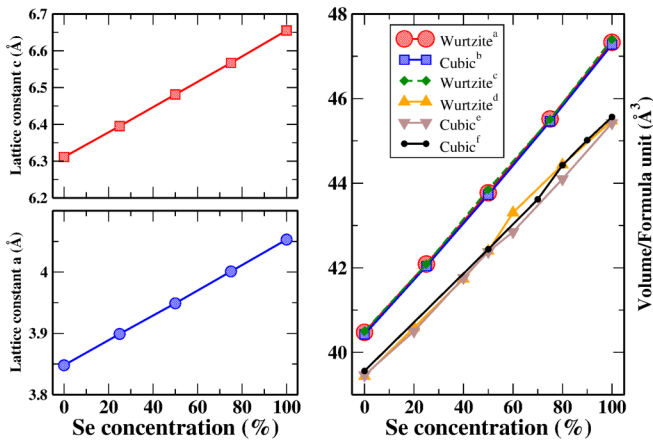 6.7
6.6
6.5
6.4
6.3
6.2
Lattice constant c (Å)
4
3.9
3.8
Lattice constant a (Å)
0 20 40 60 80 100
Se concentration (%)
48
46
44
42
40
Wurtzite^a
Cubic^b
Wurtzite^c
Wurtzite^d
Cubic^e
Cubic^f
0 20 40 60 80 100
Se concentration (%)
Volume/Formula unit (Å^3)